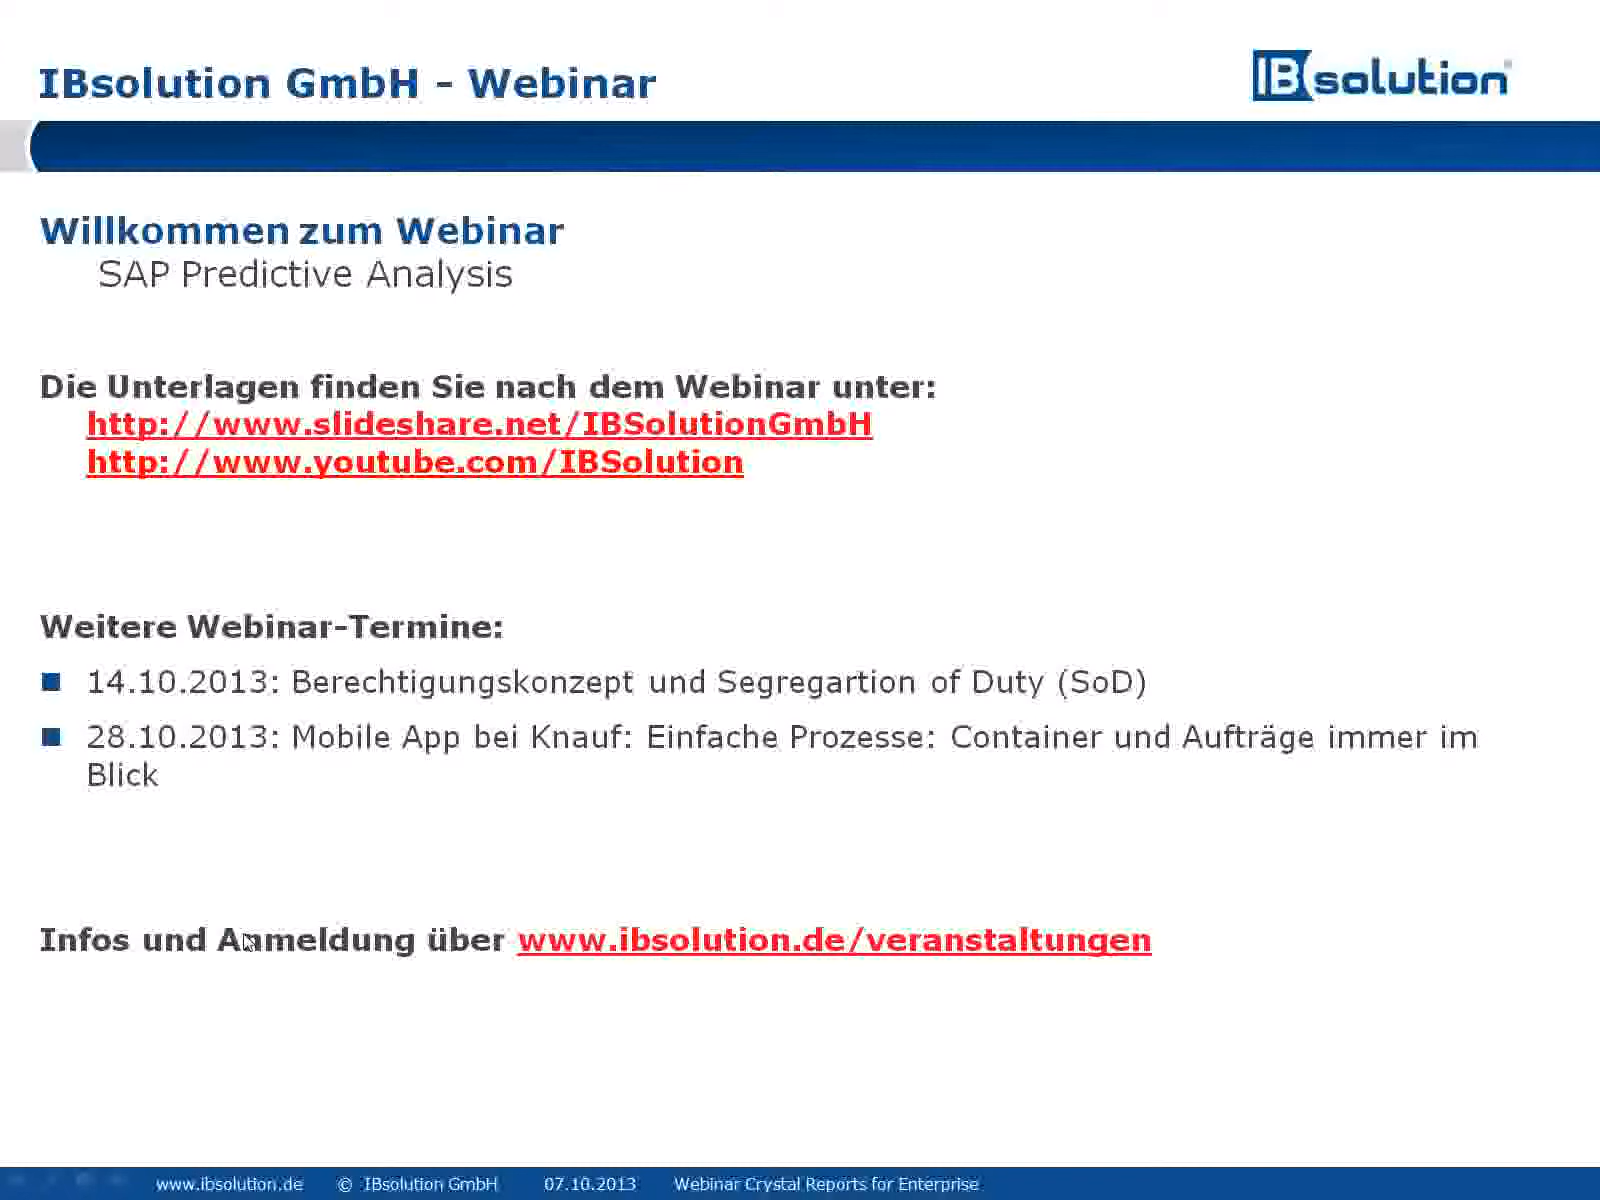 IBsolution GmbH - Webinar
IBsolution
Willkommen zum Webinar
SAP Predictive Analysis
Die Unterlagen finden Sie nach dem Webinar unter:
http://www.slideshare.net/IBSolutionGmbH
http://www.youtube.com/IBSolution
Weitere Webinar-Termine:
14.10.2013: Berechtigungskonzept und Segregartion of Duty (SoD)
28.10.2013: Mobile App bei Knauf: Einfache Prozesse: Container und Aufträge immer im
Blick
Infos und Anmeldung über www.ibsolution.de/veranstaltungen
www.ibsolution.de © IBsolution GmbH 07.10.2013 Webinar Crystal Reports for Enterprise